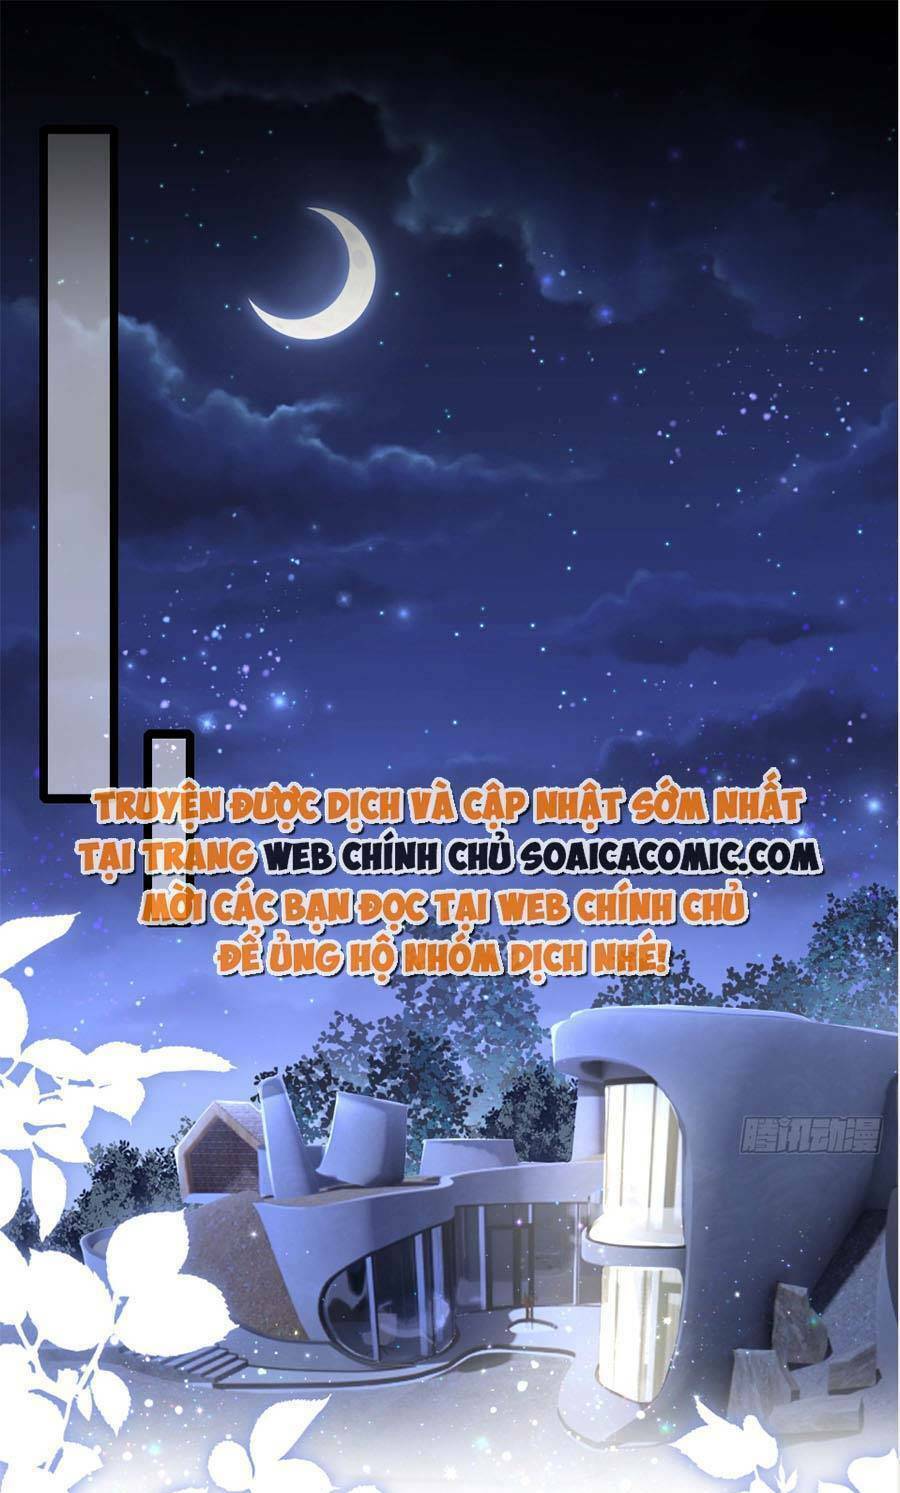 TRUYỆN ĐƯỢC DỊCH VÀ CẬP NHẬT SỚM NHẤT
TẠI TRANG WEB CHÍNH CHỦ SOAICACOMIC.COM
MỜI CÁC BẠN ĐỌC TẠI WEB CHÍNH CHỦ
ĐỂ ỦNG HỘ NHÓM DỊCH NHÉ!
腾讯动漫